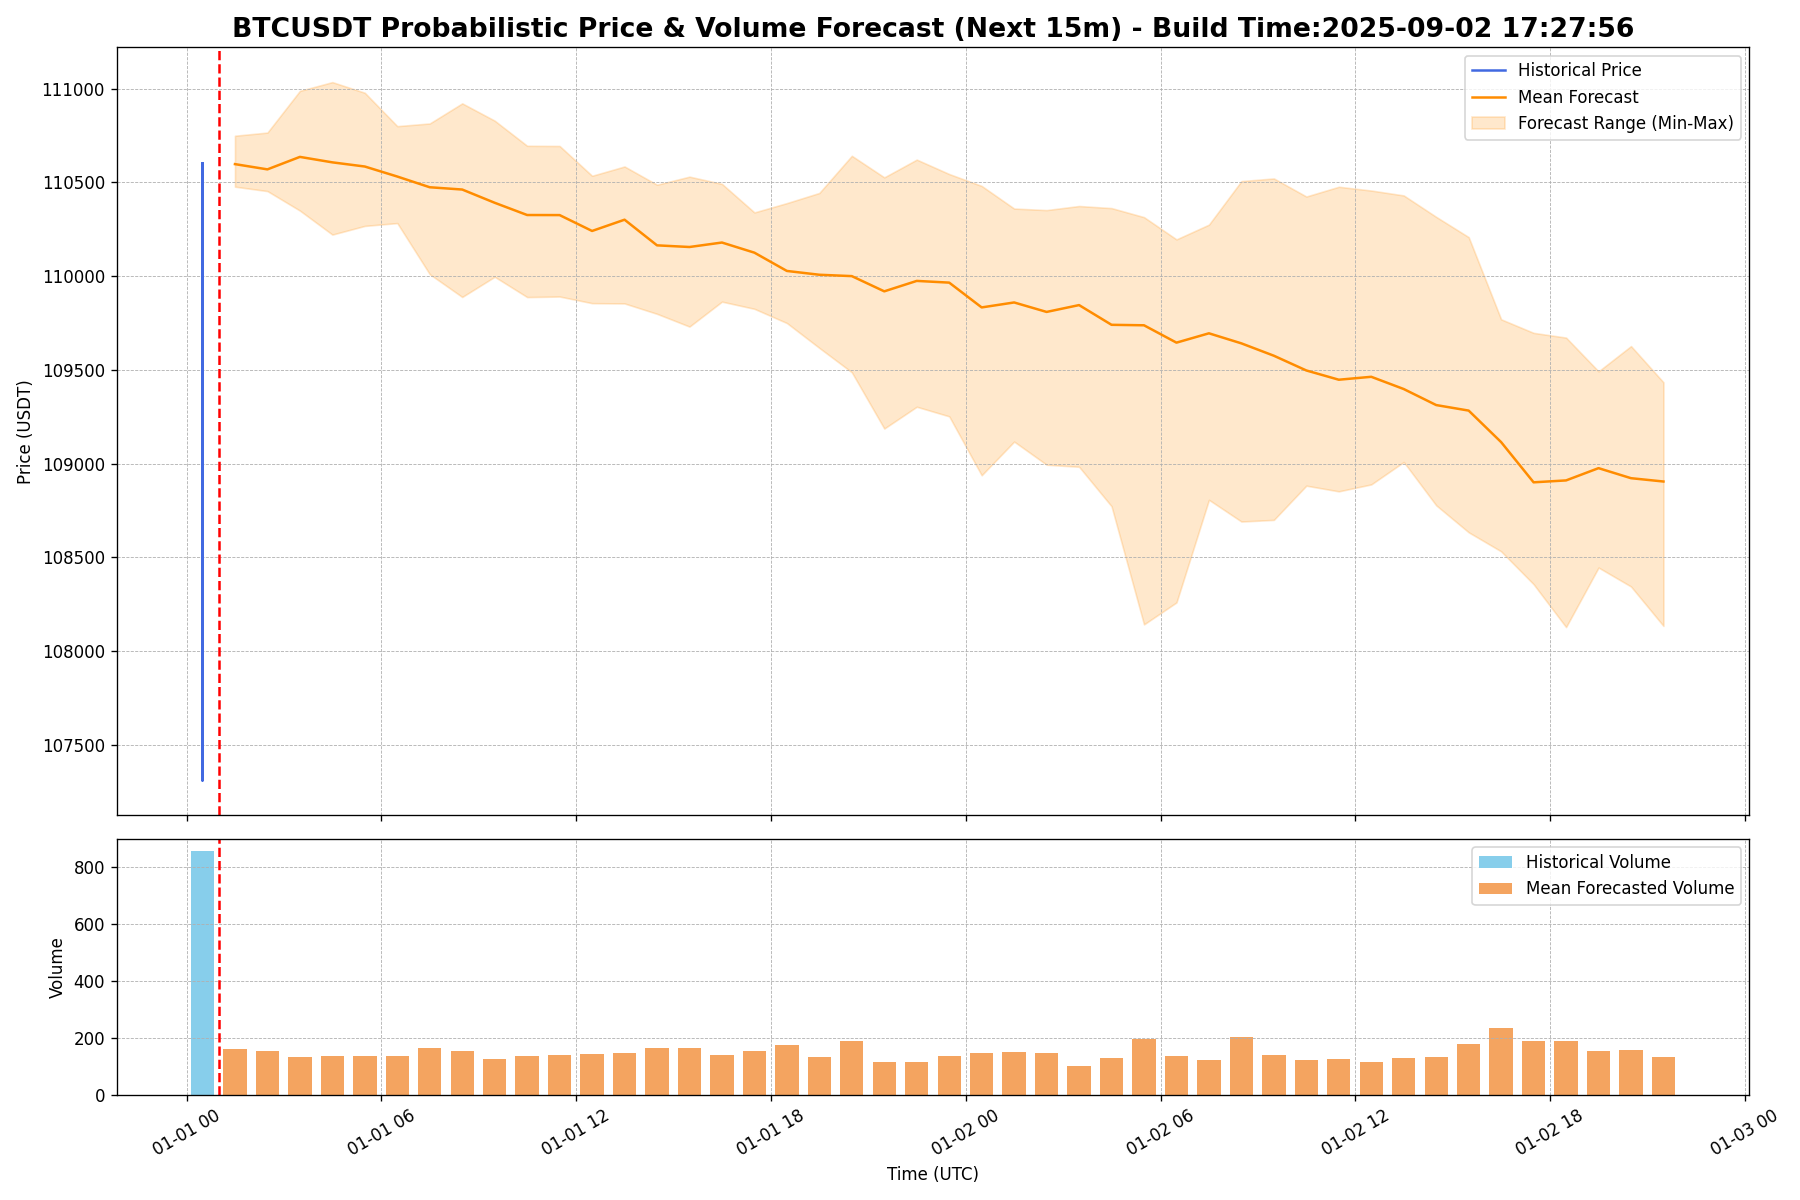 BTCUSDT Probabilistic Price & Volume Forecast (Next 15m) - Build Time:2025-09-02 17:27:56
Historical Price
Mean Forecast
Forecast Range (Min-Max)
111000
110500
110000
109500
109000
108500
108000
107500
Price (USDT)
Historical Volume
Mean Forecasted Volume
800
600
400
200
0
Volume
01-01 00
01-01 06
01-01 12
01-01 18
01-02 00
01-02 06
01-02 12
01-02 18
01-03 00
Time (UTC)